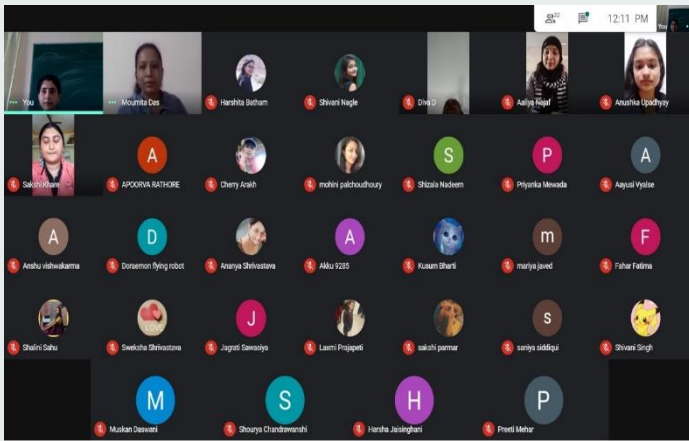 32
12:11 PM
You
You
Moumita Das
Harshita Batham
Shivani Nagle
Diva D
Aaliya Najaf
Anushka Upadhyay
Sakshi Khare
A
APOORVA RATHORE
Cherry Arakh
mohini palchoudhoury
S
Shizala Nadeem
P
Priyanka Mewada
A
Aayusi Vyalse
A
Anshu vishwakarma
D
Doraemon flying robot
Ananya Shrivastava
A
Akku 9285
Kusum Bharti
m
mariya javed
F
Fahar Fatima
Shalini Sahu
LOVE
Sweksha Shrivastava
J
Jagrati Sawasiya
Laxmi Prajapeti
sakshi parmar
s
saniya siddiqui
Shivani Singh
M
Muskan Daswani
S
Shourya Chandrawanshi
H
Harsha Jaisinghani
P
Preeti Mehar